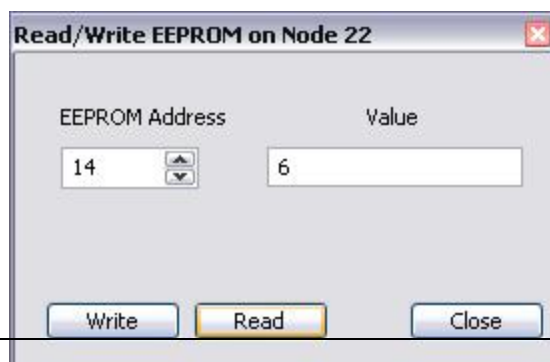 Read/Write EEPROM on Node 22
EEPROM Address Value
14 6
Write Read Close